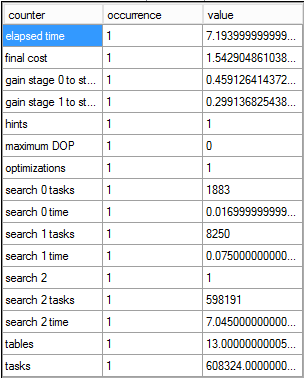 counter occurrence value
elapsed time 1 7.193999999999...
final cost 1 1.542904861038...
gain stage 0 to st... 1 0.459126414372...
gain stage 1 to st... 1 0.299136825438...
hints 1 1
maximum DOP 1 0
optimizations 1 1
search 0 tasks 1 1883
search 0 time 1 0.016999999999...
search 1 tasks 1 8250
search 1 time 1 0.075000000000...
search 2 1 1
search 2 tasks 1 598191
search 2 time 1 7.045000000000...
tables 1 13.00000000005...
tasks 1 608324.0000000...